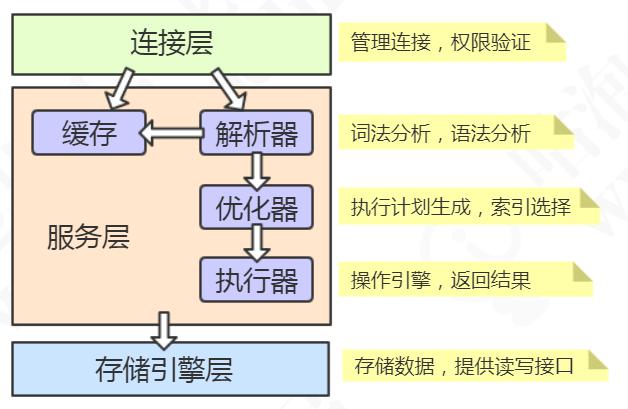 连接层
管理连接，权限验证
缓存
解析器
词法分析，语法分析
优化器
执行计划生成，索引选择
服务层
执行器
操作引擎，返回结果
存储引擎层
存储数据，提供读写接口